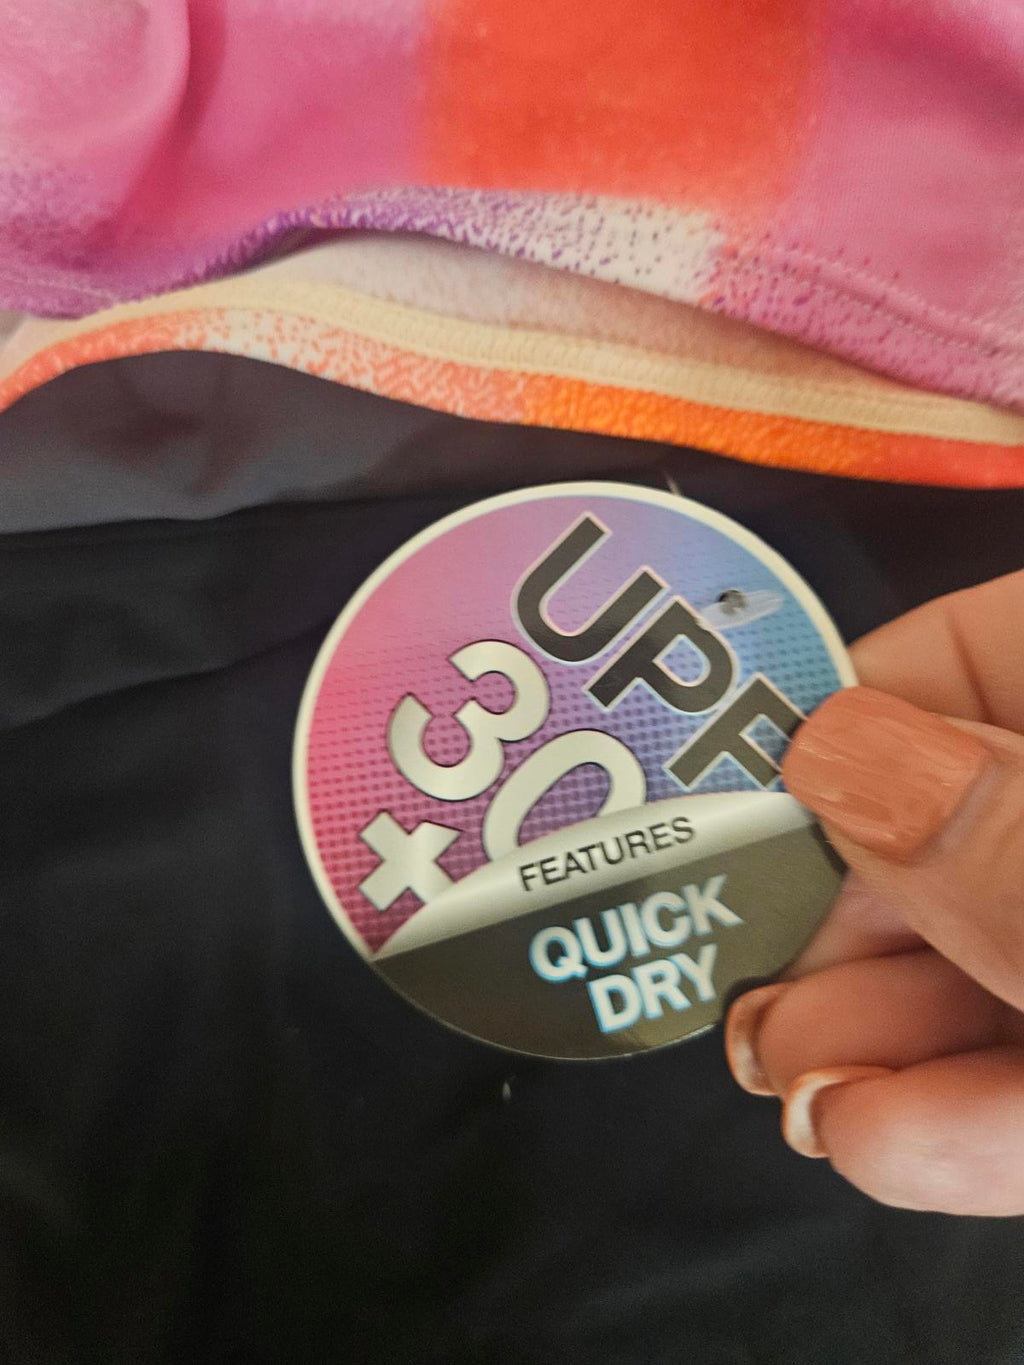 UPF
30+
FEATURES
QUICK
DRY